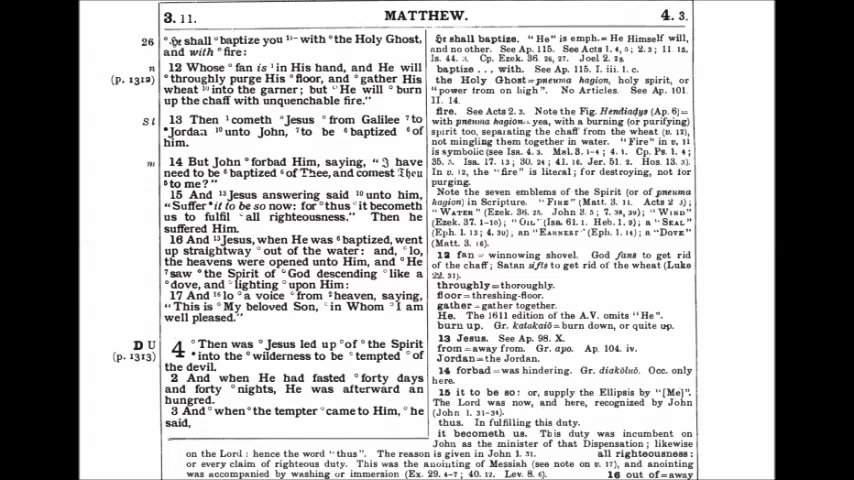 3. 11.
MATTHEW.
4. 3.
26
°He shall °baptize you ¹¹⁻ with °the Holy Ghost,
and with °fire:
n
(p. 1312)
12 Whose °fan is ¹in His hand, and He will
°throughly purge His °floor, and °gather His
wheat ¹⁰into the garner; but °He will °burn
up the chaff with unquenchable fire."
S t
13 Then ¹cometh °Jesus °from Galilee ⁷to
°Jordan ¹⁰unto John, ⁷to be ⁶baptized ⁶of
him.
m
14 But John °forbad Him, saying, "I have
need to be ⁶baptized ⁶of Thee, and comest Thou
⁵to me?"
15 And ¹³Jesus answering said ¹⁰unto him,
"Suffer °it to be so now: for °thus °it becometh
us to fulfil °all righteousness." Then he
suffered Him.
16 And ¹³Jesus, when He was ⁶baptized, went
up straightway °out of the water: and, °lo,
the heavens were opened unto Him, and °He
⁷saw °the Spirit of °God descending °like a
°dove, and °lighting °upon Him:
17 And ¹⁶lo °a voice °from ²heaven, saying,
"This is °My beloved Son, °in Whom °I am
well pleased."
D U
(p. 1313)
4 °Then was °Jesus led up °of the Spirit
°into the °wilderness to be °tempted °of
the devil.
2 And when He had fasted °forty days
and forty °nights, He was afterward an
hungred.
3 And °when °the tempter °came to Him, °he
said,
He shall baptize. "He" is emph. = He Himself will,
and no other. See Ap. 115. See Acts 1. 4, 5; 2. 3; 11. 15.
Is. 44. 3. Cp. Ezek. 36. 26, 27. Joel 2. 28.
baptize . . with. See Ap. 115. I. iii. 1. c.
the Holy Ghost = pneuma hagion, holy spirit, or
"power from on high". No Articles. See Ap. 101.
II. 14.
fire. See Acts 2. 3. Note the Fig. Hendiadys (Ap. 6) =
with pneuma hagion = yea, with a burning (or purifying)
spirit too, separating the chaff from the wheat (v. 12),
not mingling them together in water. "Fire" in v. 11
is symbolic (see Isa. 4. 3. Mal. 3. 1-4; 4. 1. Cp. Ps. 1. 4;
35. 5. Isa. 17. 13; 30. 24; 41. 16. Jer. 51. 2. Hos. 13. 3).
In v. 12, the "fire" is literal; for destroying, not for
purging.
Note the seven emblems of the Spirit (or of pneuma
hagion) in Scripture. "FIRE" (Matt. 3. 11. Acts 2. 3);
"WATER" (Ezek. 36. 25. John 3. 5; 7. 38, 39); "WIND"
(Ezek. 37. 1-10); "OIL" (Isa. 61. 1. Heb. 1. 9); a "SEAL"
(Eph. 1. 13; 4. 30); an "EARNEST" (Eph. 1. 14); a "DOVE"
(Matt. 3. 16).
12 fan = winnowing shovel. God fans to get rid
of the chaff; Satan sifts to get rid of the wheat (Luke
22. 31).
throughly = thoroughly.
floor = threshing-floor.
gather = gather together.
He. The 1611 edition of the A.V. omits "He".
burn up. Gr. katakaiō = burn down, or quite up.
13 Jesus. See Ap. 98. X.
from = away from. Gr. apo. Ap. 104. iv.
Jordan = the Jordan.
14 forbad = was hindering. Gr. diakōluō. Occ. only
here.
15 it to be so: or, supply the Ellipsis by "[Me]".
The Lord was now, and here, recognized by John
(John 1. 31-34).
thus. In fulfilling this duty.
it becometh us. This duty was incumbent on
John as the minister of that Dispensation; likewise
on the Lord: hence the word "thus". The reason is given in John 1. 31. all righteousness:
or every claim of righteous duty. This was the anointing of Messiah (see note on v. 17), and anointing
was accompanied by washing or immersion (Ex. 29. 4-7; 40. 12. Lev. 8. 6). 16 out of = away